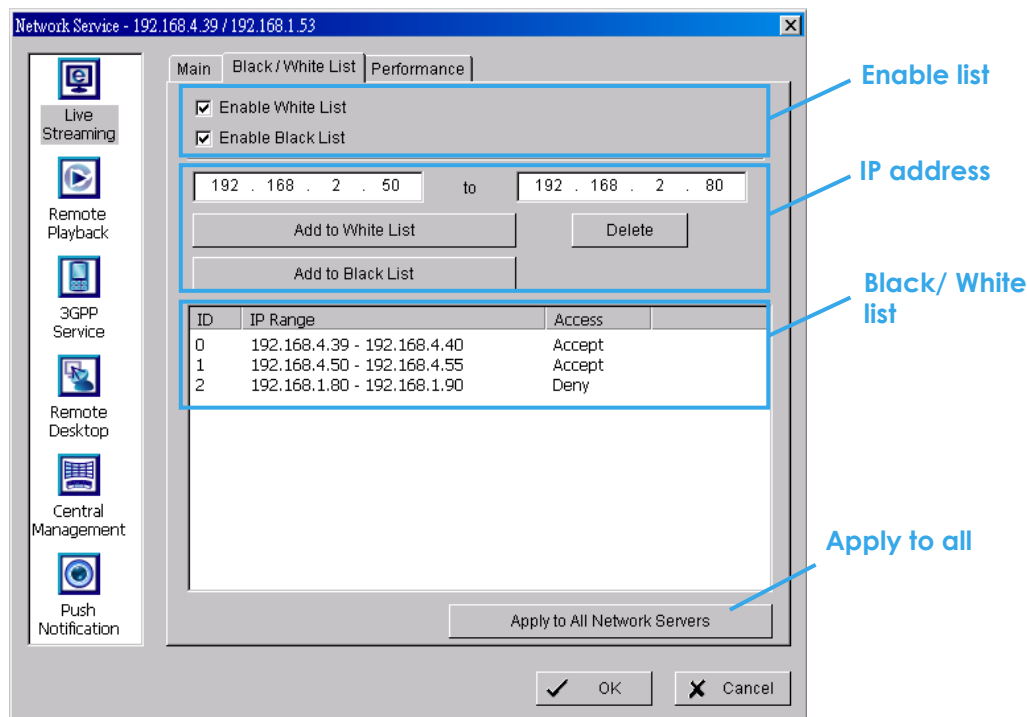 Network Service - 192.168.4.39 / 192.168.1.53
Live
Streaming
Remote
Playback
3GPP
Service
Remote
Desktop
Central
Management
Push
Notification
Main
Black / White List
Performance
Enable White List
Enable Black List
192 . 168 . 2 . 50 to 192 . 168 . 2 . 80
Add to White List
Delete
Add to Black List
ID IP Range Access
0 192.168.4.39 - 192.168.4.40 Accept
1 192.168.4.50 - 192.168.4.55 Accept
2 192.168.1.80 - 192.168.1.90 Deny
Apply to All Network Servers
OK
Cancel
Enable list
IP address
Black/ White
list
Apply to all